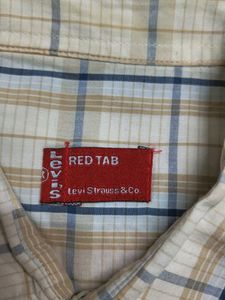 Levi's
RED TAB
Levi Strauss & Co.